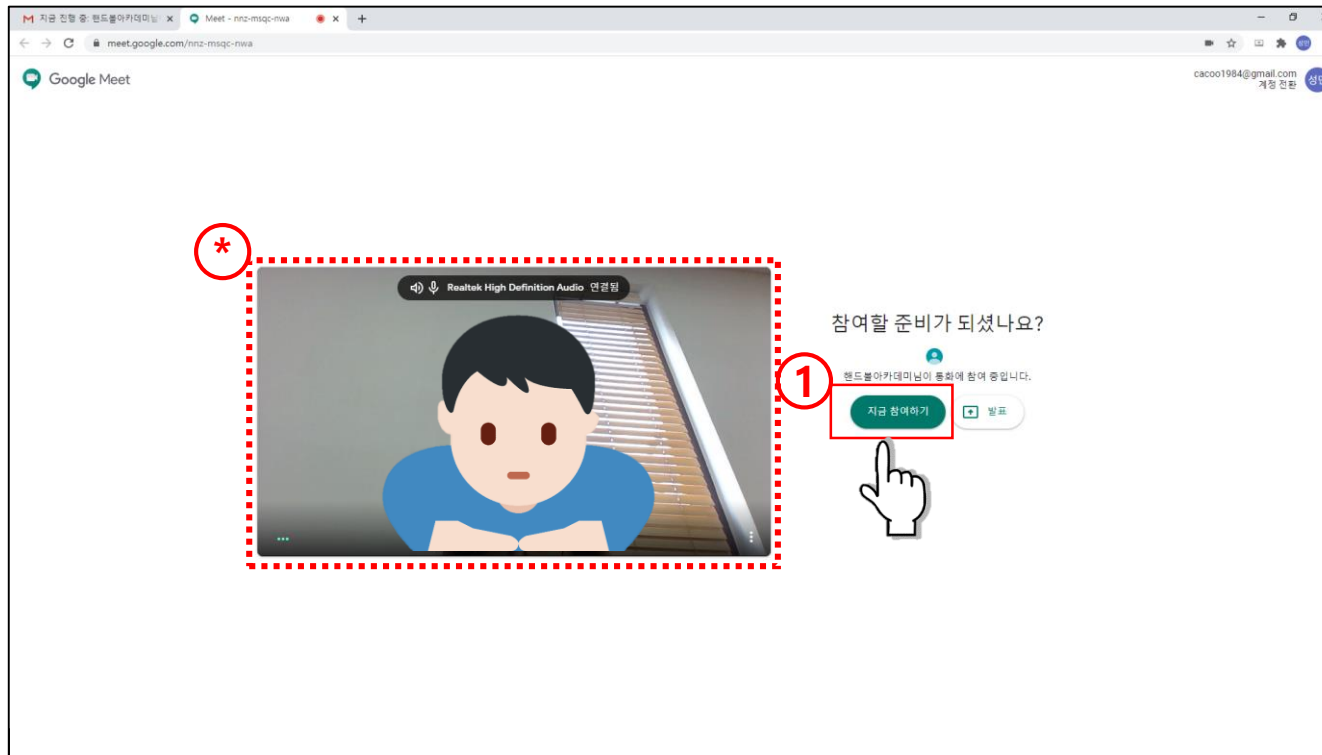 지금 진행 중: 핸드볼아카데미님
Meet - nnz-msqc-nwa
meet.google.com/nnz-msqc-nwa
Google Meet
cacoo1984@gmail.com
계정 전환
*
Realtek High Definition Audio 연결됨
참여할 준비가 되셨나요?
1
핸드볼아카데미님이 통화에 참여 중입니다.
지금 참여하기
발표